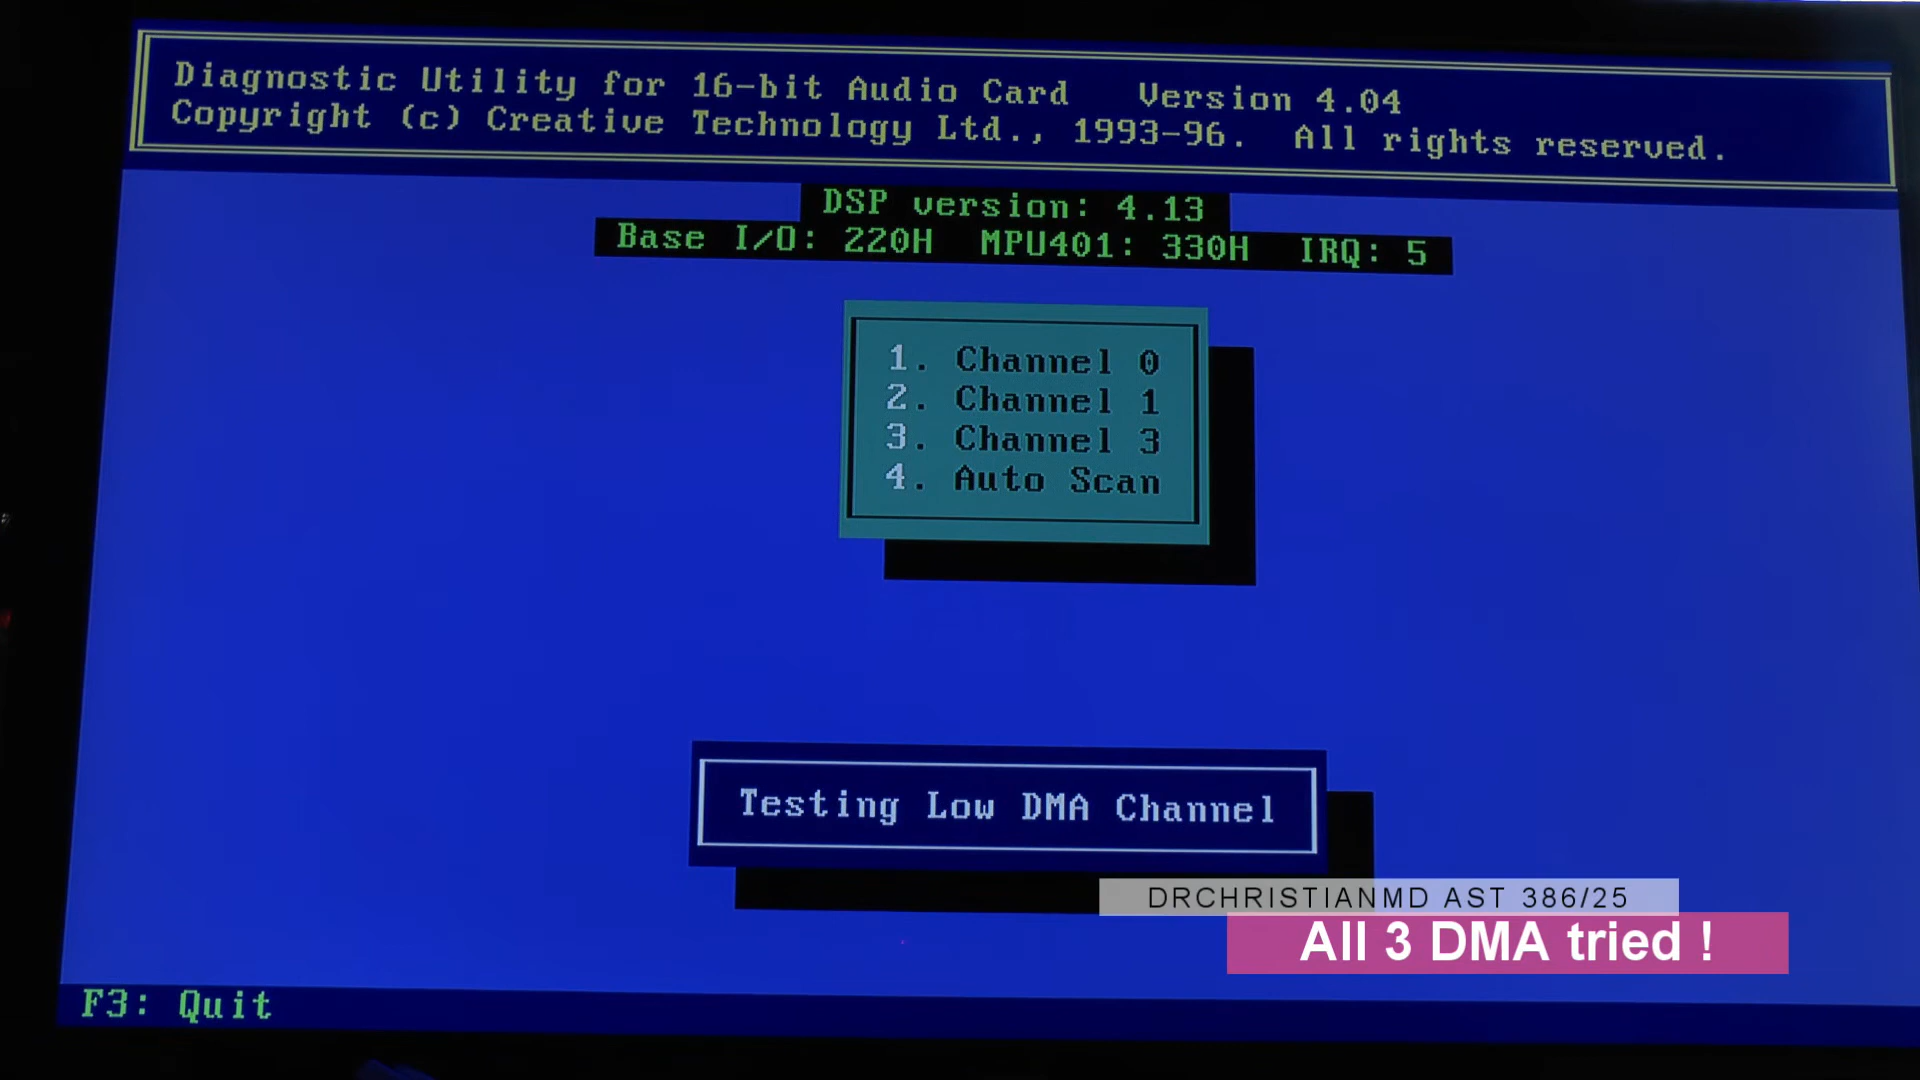 Diagnostic Utility for 16-bit Audio Card Version 4.04
Copyright (c) Creative Technology Ltd., 1993-96. All rights reserved.
DSP version: 4.13
Base I/O: 220H MPU401: 330H IRQ: 5
1. Channel 0
2. Channel 1
3. Channel 3
4. Auto Scan
Testing Low DMA Channel
DRCHRISTIANMD AST 386/25
All 3 DMA tried !
F3: Quit